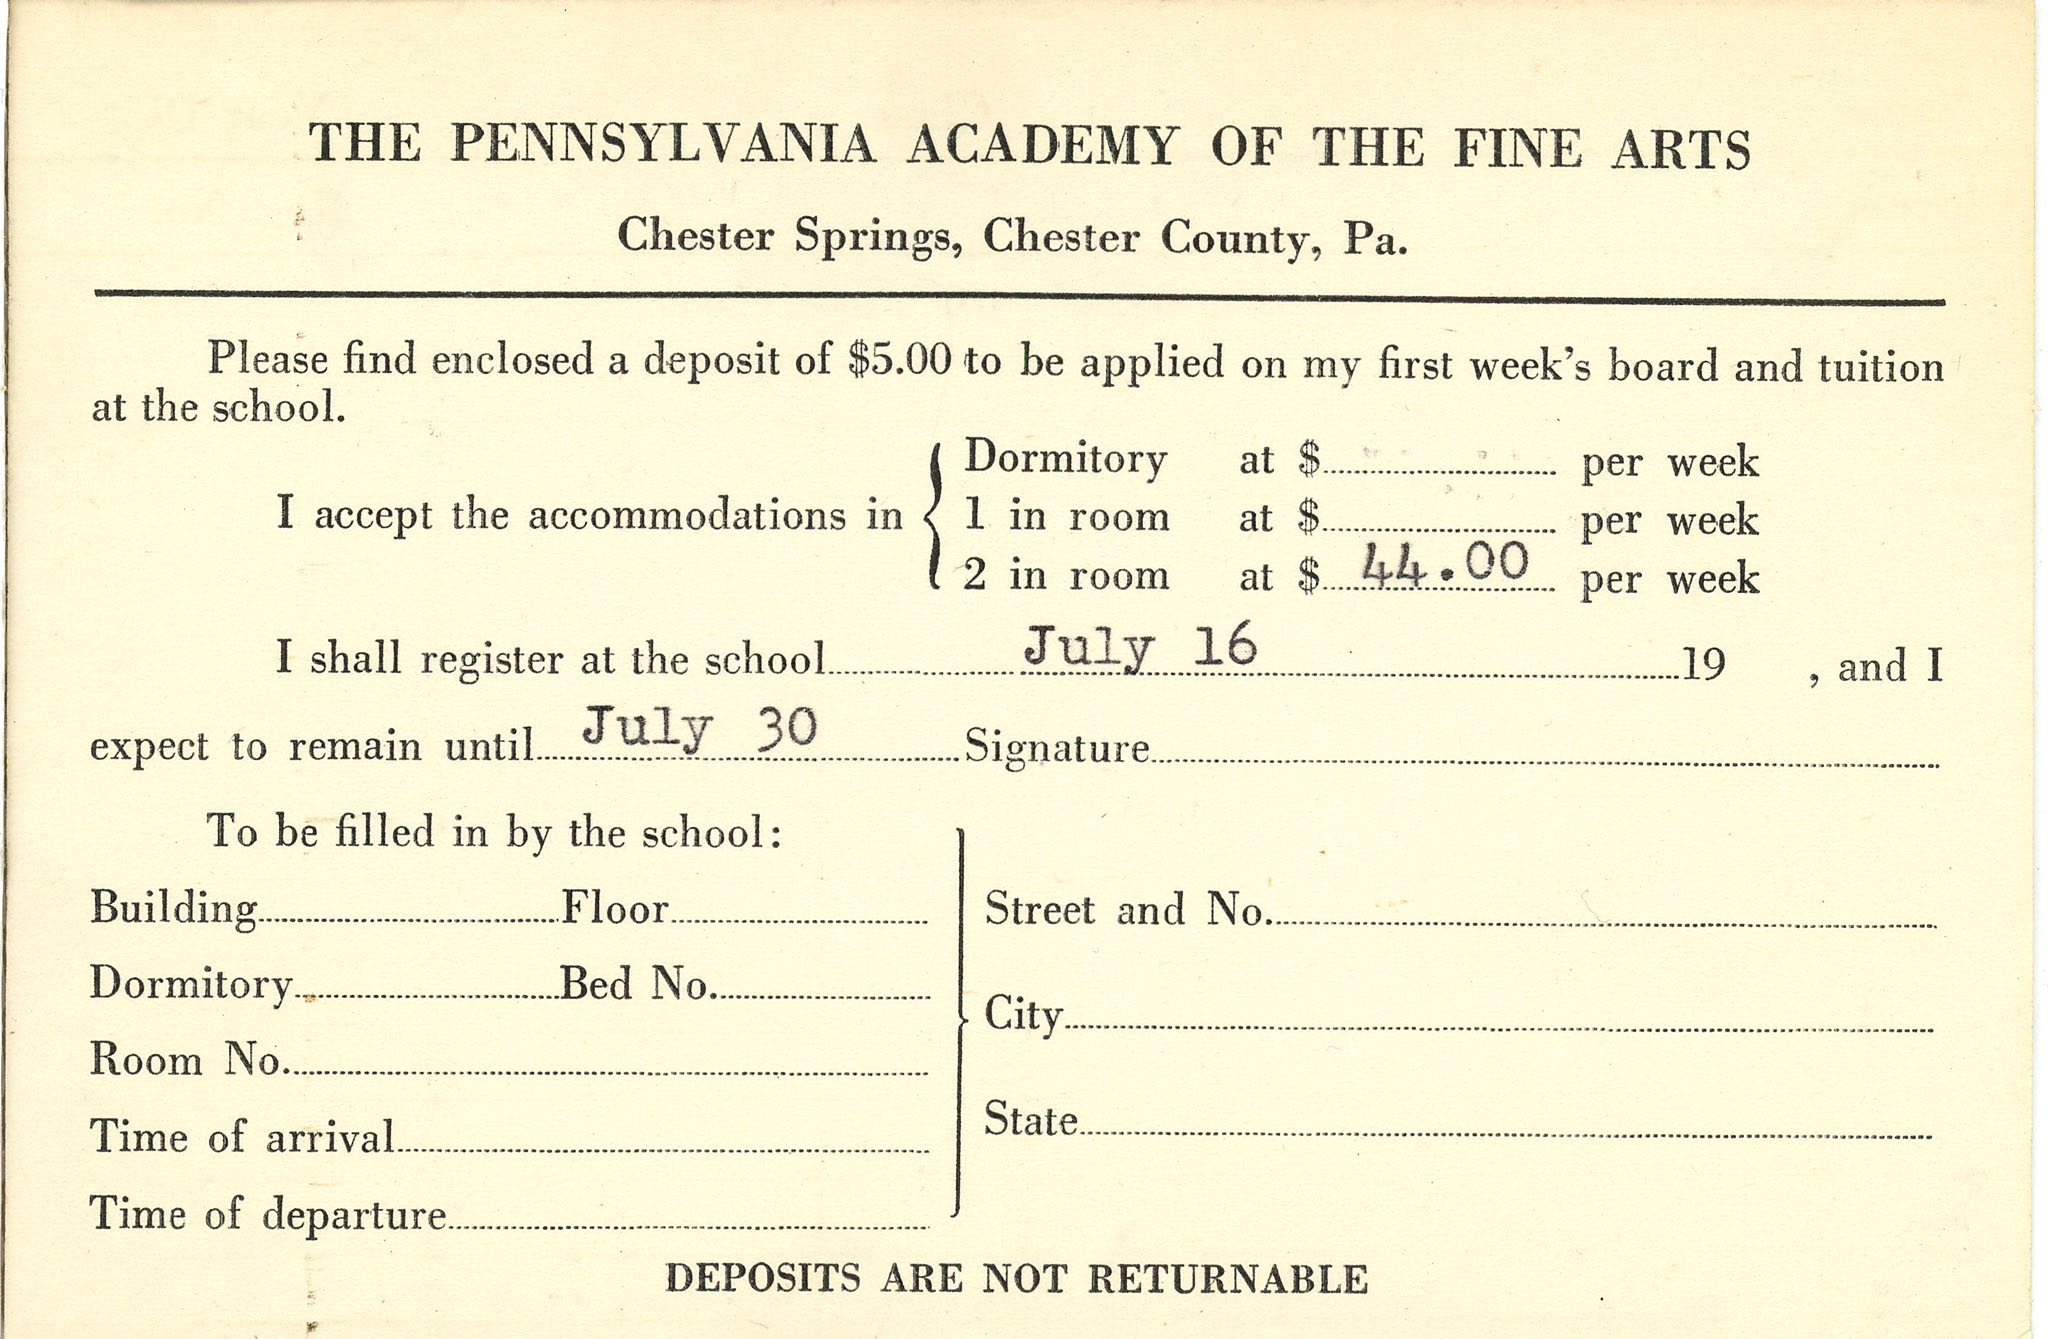 THE PENNSYLVANIA ACADEMY OF THE FINE ARTS
Chester Springs, Chester County, Pa.
Please find enclosed a deposit of $5.00 to be applied on my first week's board and tuition
at the school.
I accept the accommodations in
Dormitory at $ per week
1 in room at $ per week
2 in room at $ 44.00 per week
I shall register at the school July 16 19 , and I
expect to remain until July 30 Signature
To be filled in by the school:
Building Floor
Dormitory Bed No.
Room No.
Time of arrival
Time of departure
Street and No.
City
State
DEPOSITS ARE NOT RETURNABLE